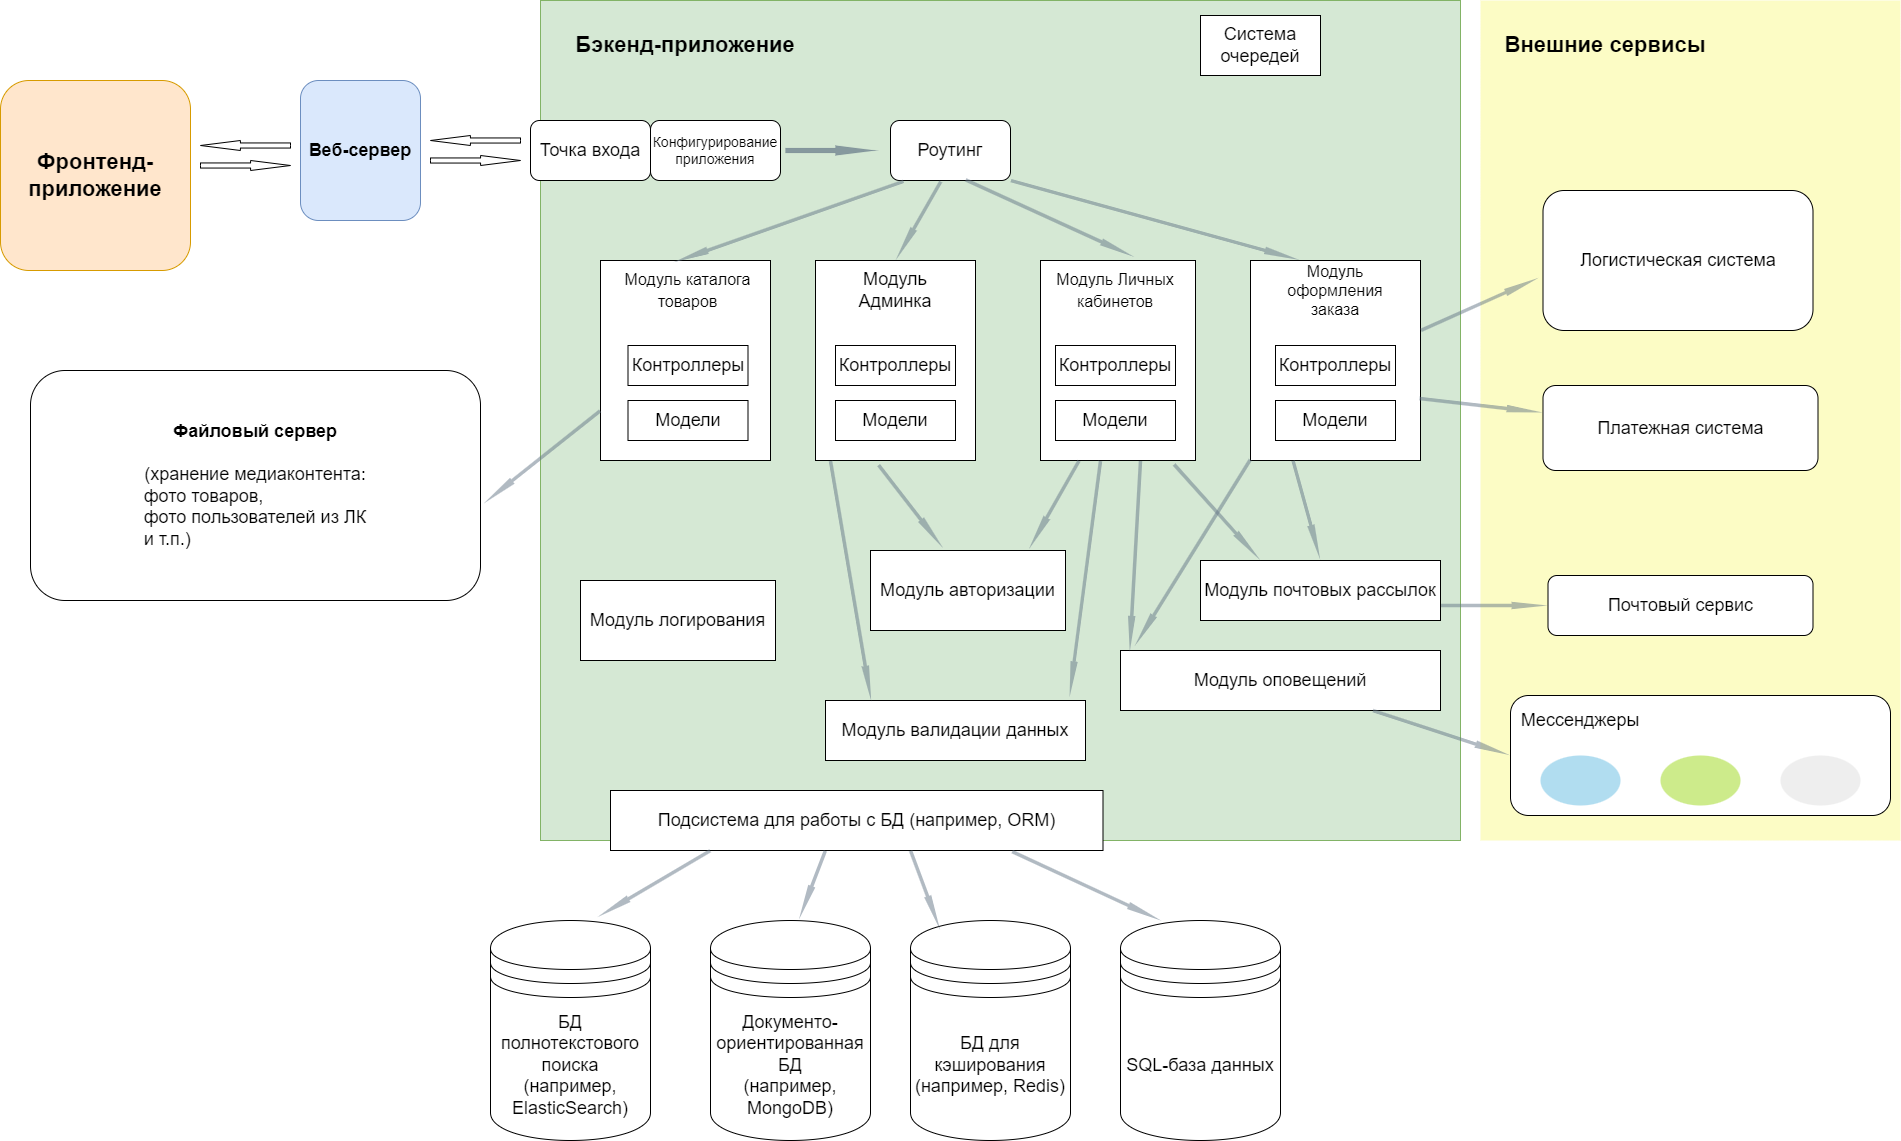 Бэкенд-приложение
Система
очередей
Внешние сервисы
Фронтенд-
приложение
Веб-сервер
Точка входа
Конфигурирование
приложения
Роутинг
Модуль каталога
товаров
Контроллеры
Модели
Модуль
Админка
Контроллеры
Модели
Модуль Личных
кабинетов
Контроллеры
Модели
Модуль
оформления
заказа
Контроллеры
Модели
Логистическая система
Платежная система
Почтовый сервис
Мессенджеры
Файловый сервер
(хранение медиаконтента:
фото товаров,
фото пользователей из ЛК
и т.п.)
Модуль логирования
Модуль авторизации
Модуль почтовых рассылок
Модуль оповещений
Модуль валидации данных
Подсистема для работы с БД (например, ORM)
БД
полнотекстового
поиска
(например,
ElasticSearch)
Документо-
ориентированная
БД
(например,
MongoDB)
БД для
кэширования
(например, Redis)
SQL-база данных